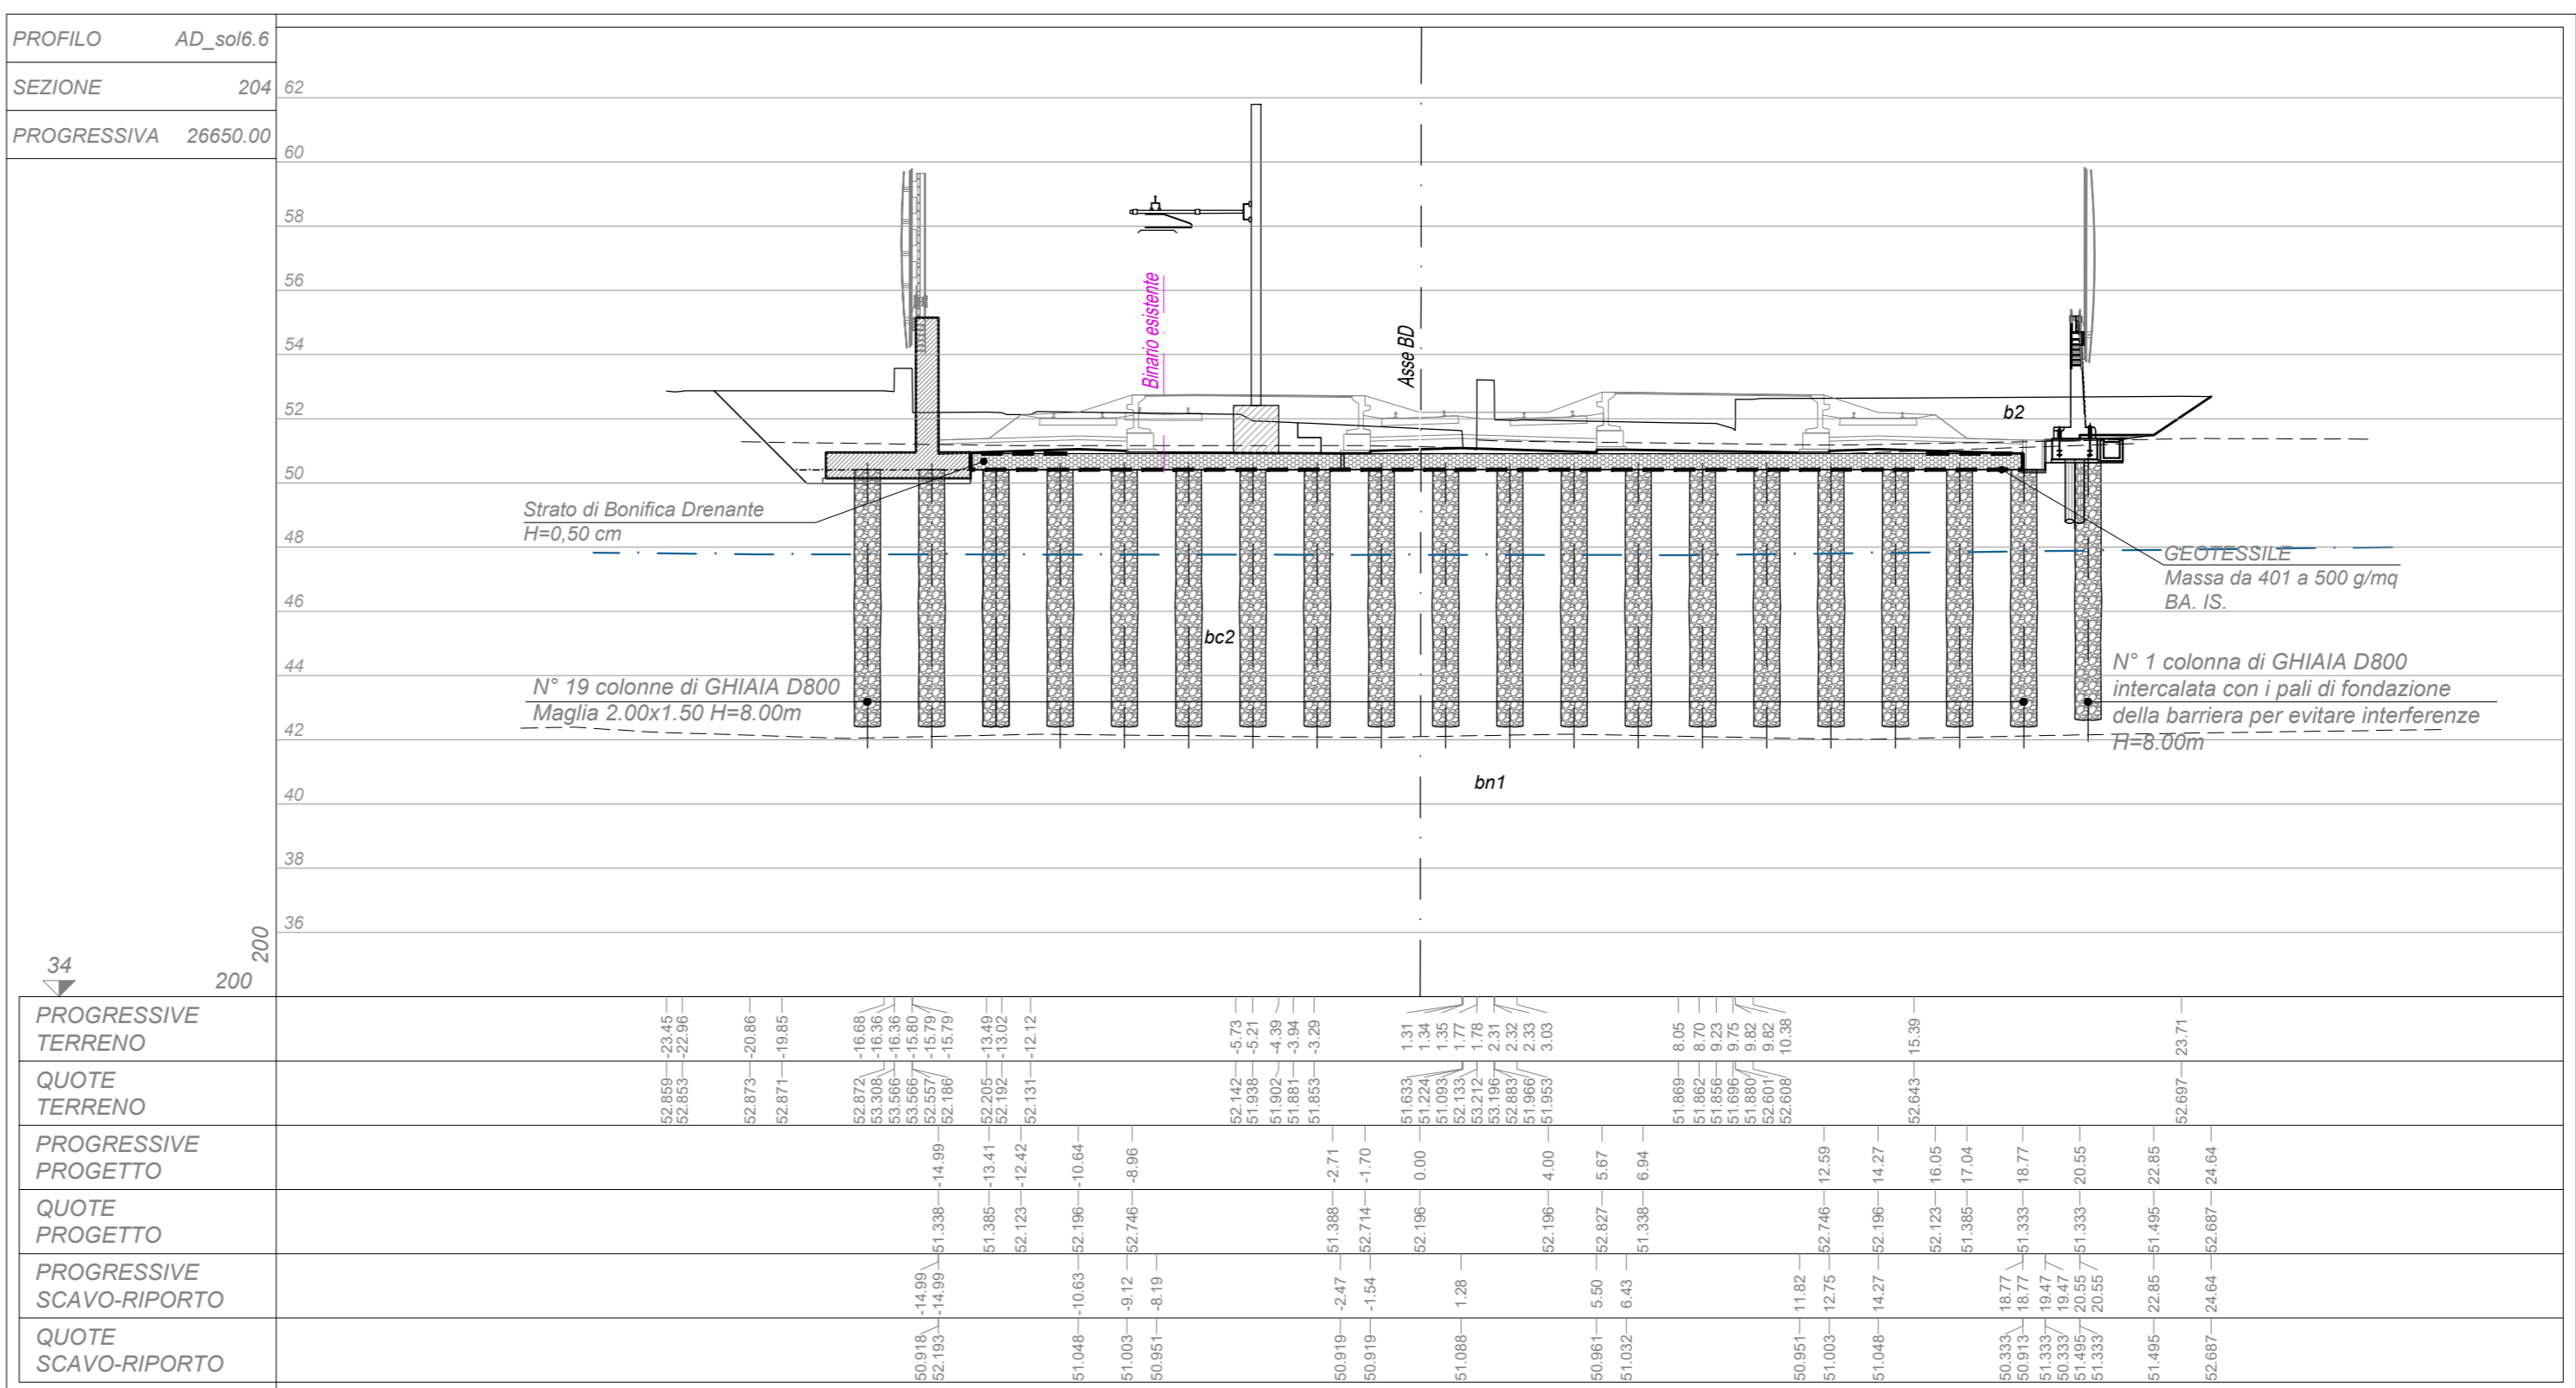 PROFILO AD_sol6.6
SEZIONE 204
PROGRESSIVA 26650.00
62
60
58
56
54
52
50
48
46
44
42
40
38
36
34
200
200
Binario esistente
Asse BD
b2
Strato di Bonifica Drenante
H=0,50 cm
GEOTESSILE
Massa da 401 a 500 g/mq
BA. IS.
bc2
N° 19 colonne di GHIAIA D800
Maglia 2.00x1.50 H=8.00m
N° 1 colonna di GHIAIA D800
intercalata con i pali di fondazione
della barriera per evitare interferenze
H=8.00m
bn1
PROGRESSIVE
TERRENO
-23.45 -22.96 -20.86 -19.85 -16.68 -16.36 -16.36 -15.80 -15.79 -15.79 -13.49 -13.02 -12.12 -5.73 -5.21 -4.39 -3.94 -3.29 1.31 1.34 1.35 1.77 1.78 2.31 2.32 2.33 3.03 8.05 8.70 9.23 9.75 9.82 9.82 10.38 15.39 23.71
QUOTE
TERRENO
52.859 52.853 52.873 52.871 52.872 53.308 53.566 53.566 52.557 52.186 52.205 52.192 52.131 52.142 51.938 51.902 51.881 51.853 51.633 51.224 51.093 52.133 53.212 53.196 52.883 51.966 51.953 51.869 51.862 51.856 51.696 51.880 52.601 52.608 52.643 52.697
PROGRESSIVE
PROGETTO
-14.99 -13.41 -12.42 -10.64 -8.96 -2.71 -1.70 0.00 4.00 5.67 6.94 12.59 14.27 16.05 17.04 18.77 20.55 22.85 24.64
QUOTE
PROGETTO
51.338 51.385 52.123 52.196 52.746 51.388 52.714 52.196 52.196 52.827 51.338 52.746 52.196 52.123 51.385 51.333 51.333 51.495 52.687
PROGRESSIVE
SCAVO-RIPORTO
-14.99 -14.99 -10.63 -9.12 -8.19 -2.47 -1.54 1.28 5.50 6.43 11.82 12.75 14.27 18.77 18.77 19.47 19.47 20.55 20.55 22.85 24.64
QUOTE
SCAVO-RIPORTO
50.918 52.193 51.048 51.003 50.951 50.919 50.919 51.088 50.961 51.032 50.951 51.003 51.048 50.333 50.913 51.333 50.333 51.495 51.333 51.495 52.687